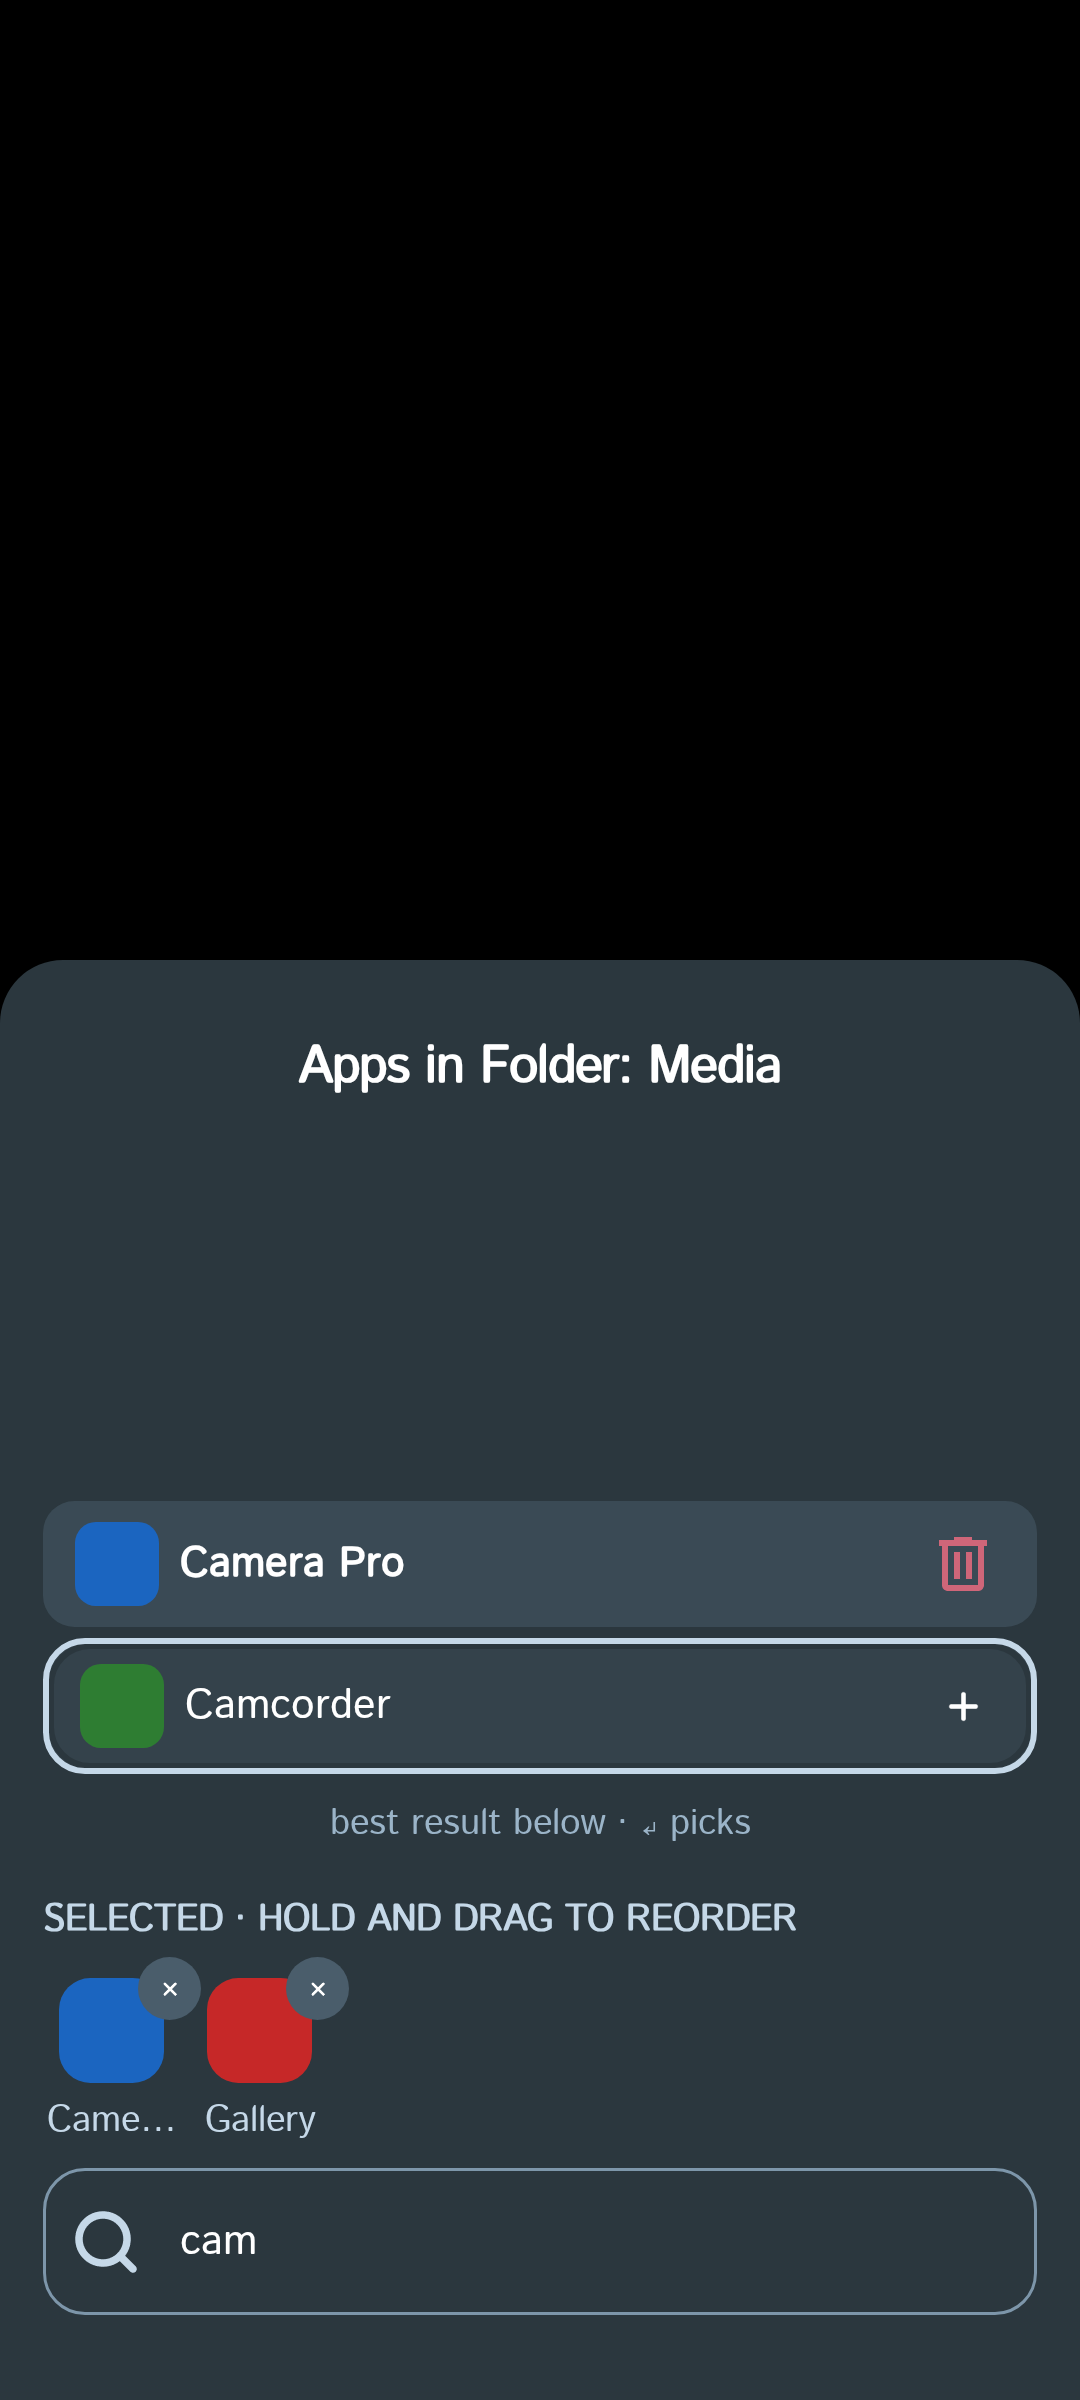 Apps in Folder: Media
Camera Pro
Camcorder
best result below · ↲ picks
SELECTED · HOLD AND DRAG TO REORDER
Came… Gallery
cam